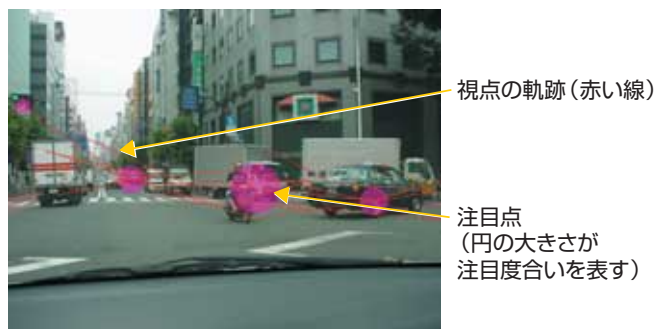 視点の軌跡（赤い線）
注目点
（円の大きさが
注目度合いを表す）